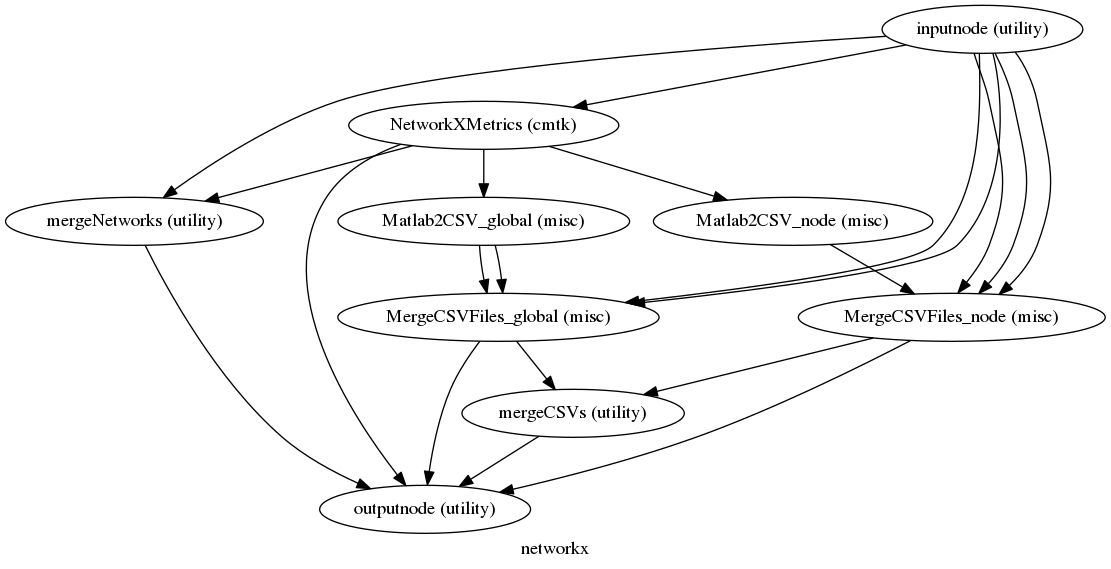 inputnode (utility)
NetworkXMetrics (cmtk)
mergeNetworks (utility)
Matlab2CSV_global (misc)
Matlab2CSV_node (misc)
MergeCSVFiles_global (misc)
MergeCSVFiles_node (misc)
mergeCSVs (utility)
outputnode (utility)
networkx